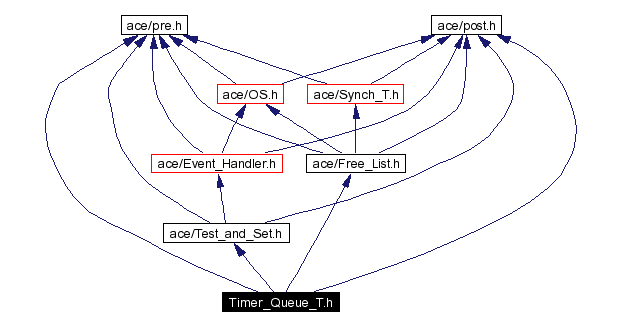 ace/pre.h
ace/post.h
ace/OS.h
ace/Synch_T.h
ace/Event_Handler.h
ace/Free_List.h
ace/Test_and_Set.h
Timer_Queue_T.h